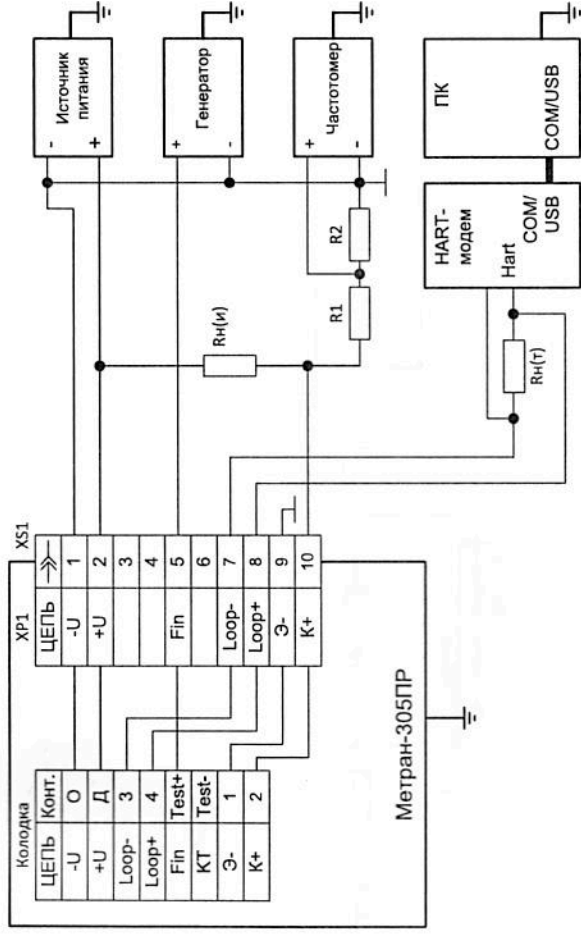 Колодка
ЦЕПЬ Конт.
-U О
+U Д
Loop- 3
Loop+ 4
Fin Test+
КТ Test-
Э- 1
К+ 2
XP1 XS1
ЦЕПЬ
-U 1
+U 2
3
4
Fin 5
6
Loop- 7
Loop+ 8
Э- 9
К+ 10
Метран-305ПР
Rн(и)
R1
R2
Rн(т)
Источник
питания
-
+
Генератор
+
-
Частотомер
+
-
HART-
модем
Hart
COM/
USB
ПК
COM/USB